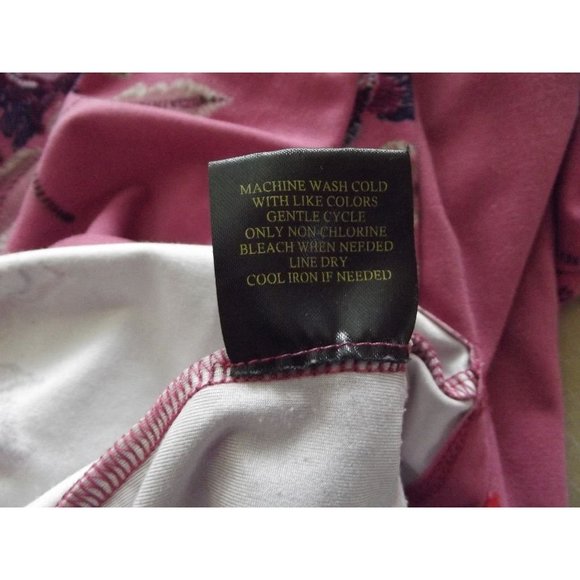 MACHINE WASH COLD
WITH LIKE COLORS
GENTLE CYCLE
ONLY NON-CHLORINE
BLEACH WHEN NEEDED
LINE DRY
COOL IRON IF NEEDED